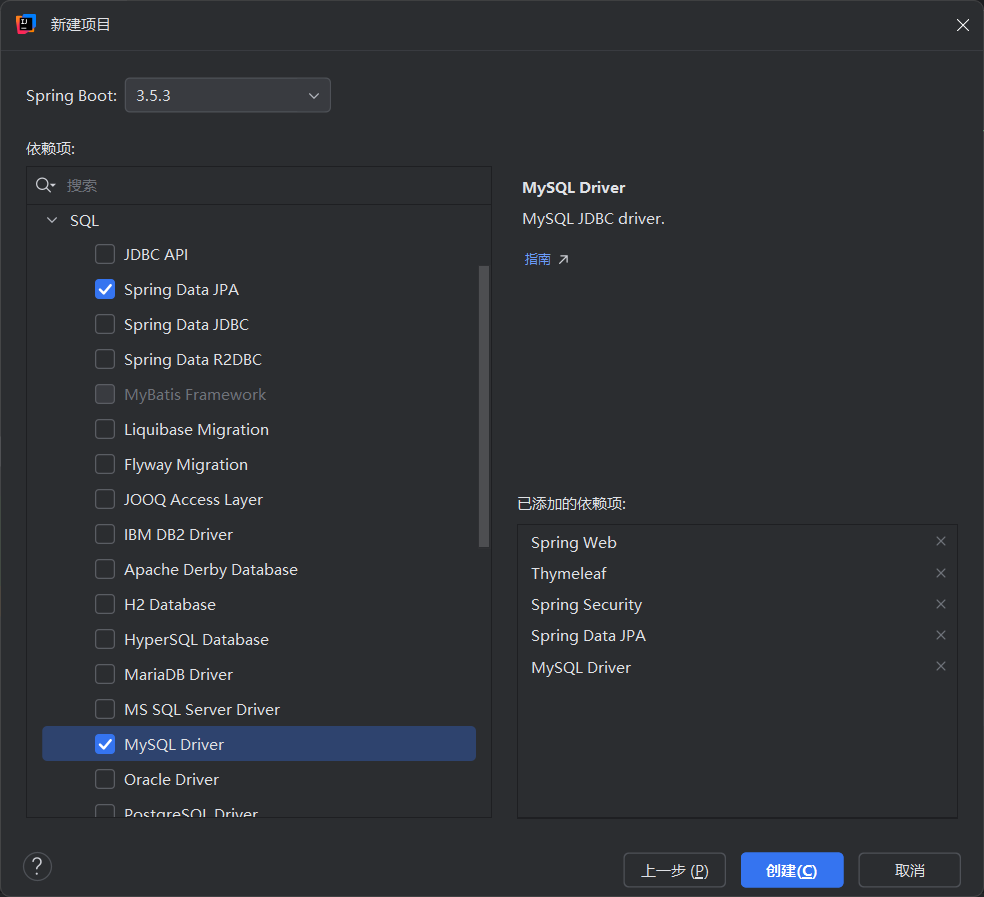 新建项目
Spring Boot: 3.5.3
依赖项:
搜索
SQL
JDBC API
Spring Data JPA
Spring Data JDBC
Spring Data R2DBC
MyBatis Framework
Liquibase Migration
Flyway Migration
JOOQ Access Layer
IBM DB2 Driver
Apache Derby Database
H2 Database
HyperSQL Database
MariaDB Driver
MS SQL Server Driver
MySQL Driver
Oracle Driver
PostgreSQL Driver
MySQL Driver
MySQL JDBC driver.
指南
已添加的依赖项:
Spring Web
Thymeleaf
Spring Security
Spring Data JPA
MySQL Driver
?
上一步 (P)
创建(C)
取消